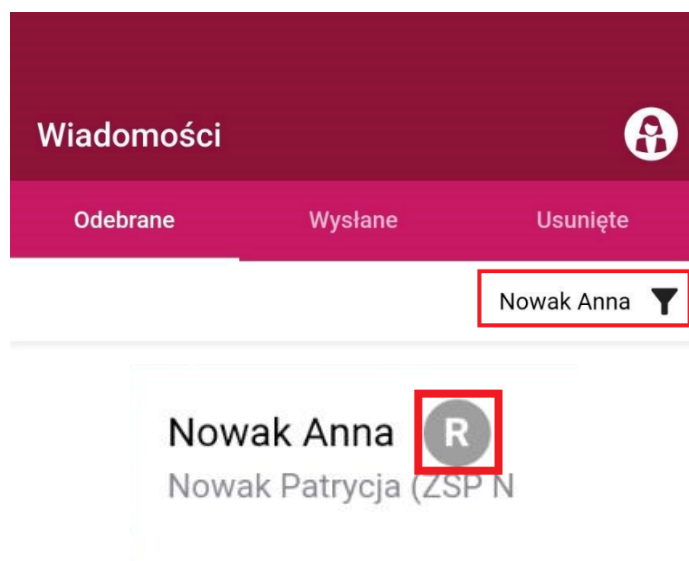 Wiadomości
Odebrane Wysłane Usunięte
Nowak Anna
Nowak Anna R
Nowak Patrycja (ZSP N